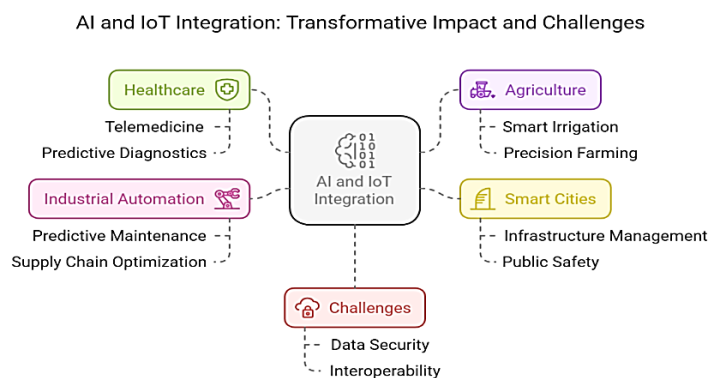 AI and IoT Integration: Transformative Impact and Challenges
Healthcare
Telemedicine
Predictive Diagnostics
Industrial Automation
Predictive Maintenance
Supply Chain Optimization
01
10
01
01
AI and IoT
Integration
Agriculture
Smart Irrigation
Precision Farming
Smart Cities
Infrastructure Management
Public Safety
Challenges
Data Security
Interoperability